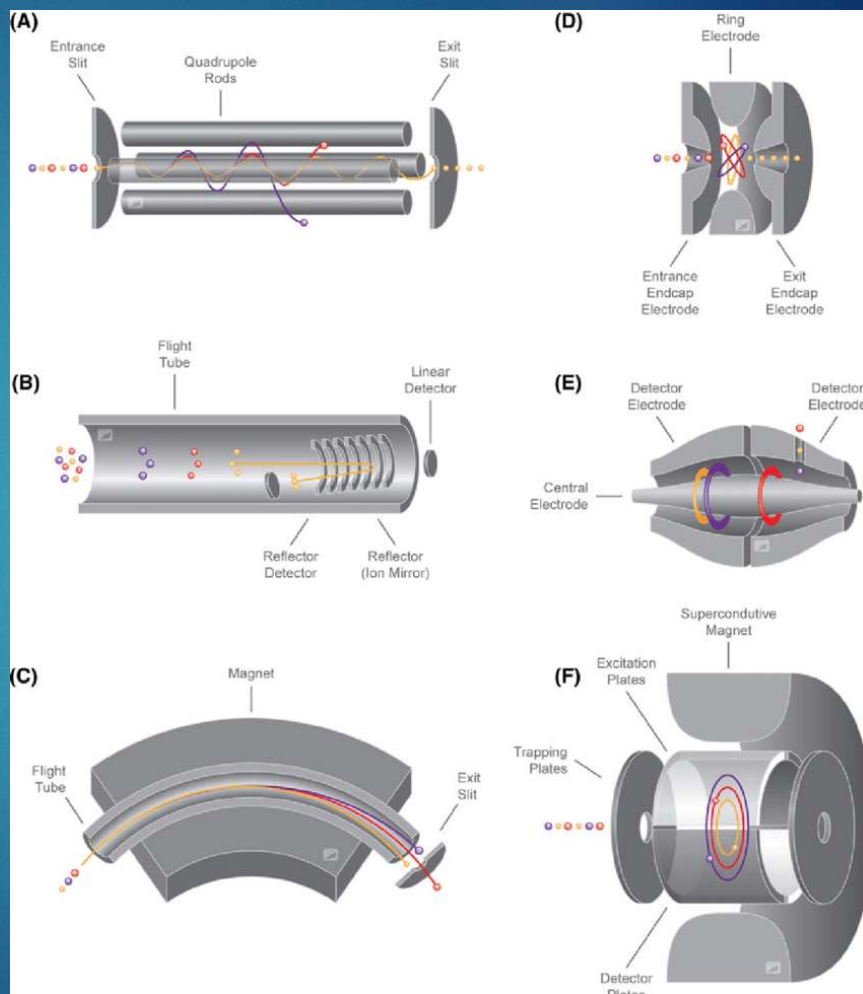 (A)
Entrance
Slit
Quadrupole
Rods
Exit
Slit
(D)
Ring
Electrode
Entrance
Endcap
Electrode
Exit
Endcap
Electrode
(B)
Flight
Tube
Linear
Detector
Reflector
Detector
Reflector
(Ion Mirror)
(E)
Detector
Electrode
Detector
Electrode
Central
Electrode
(C)
Magnet
Flight
Tube
Exit
Slit
(F)
Supercondutive
Magnet
Excitation
Plates
Trapping
Plates
Detector
Plates